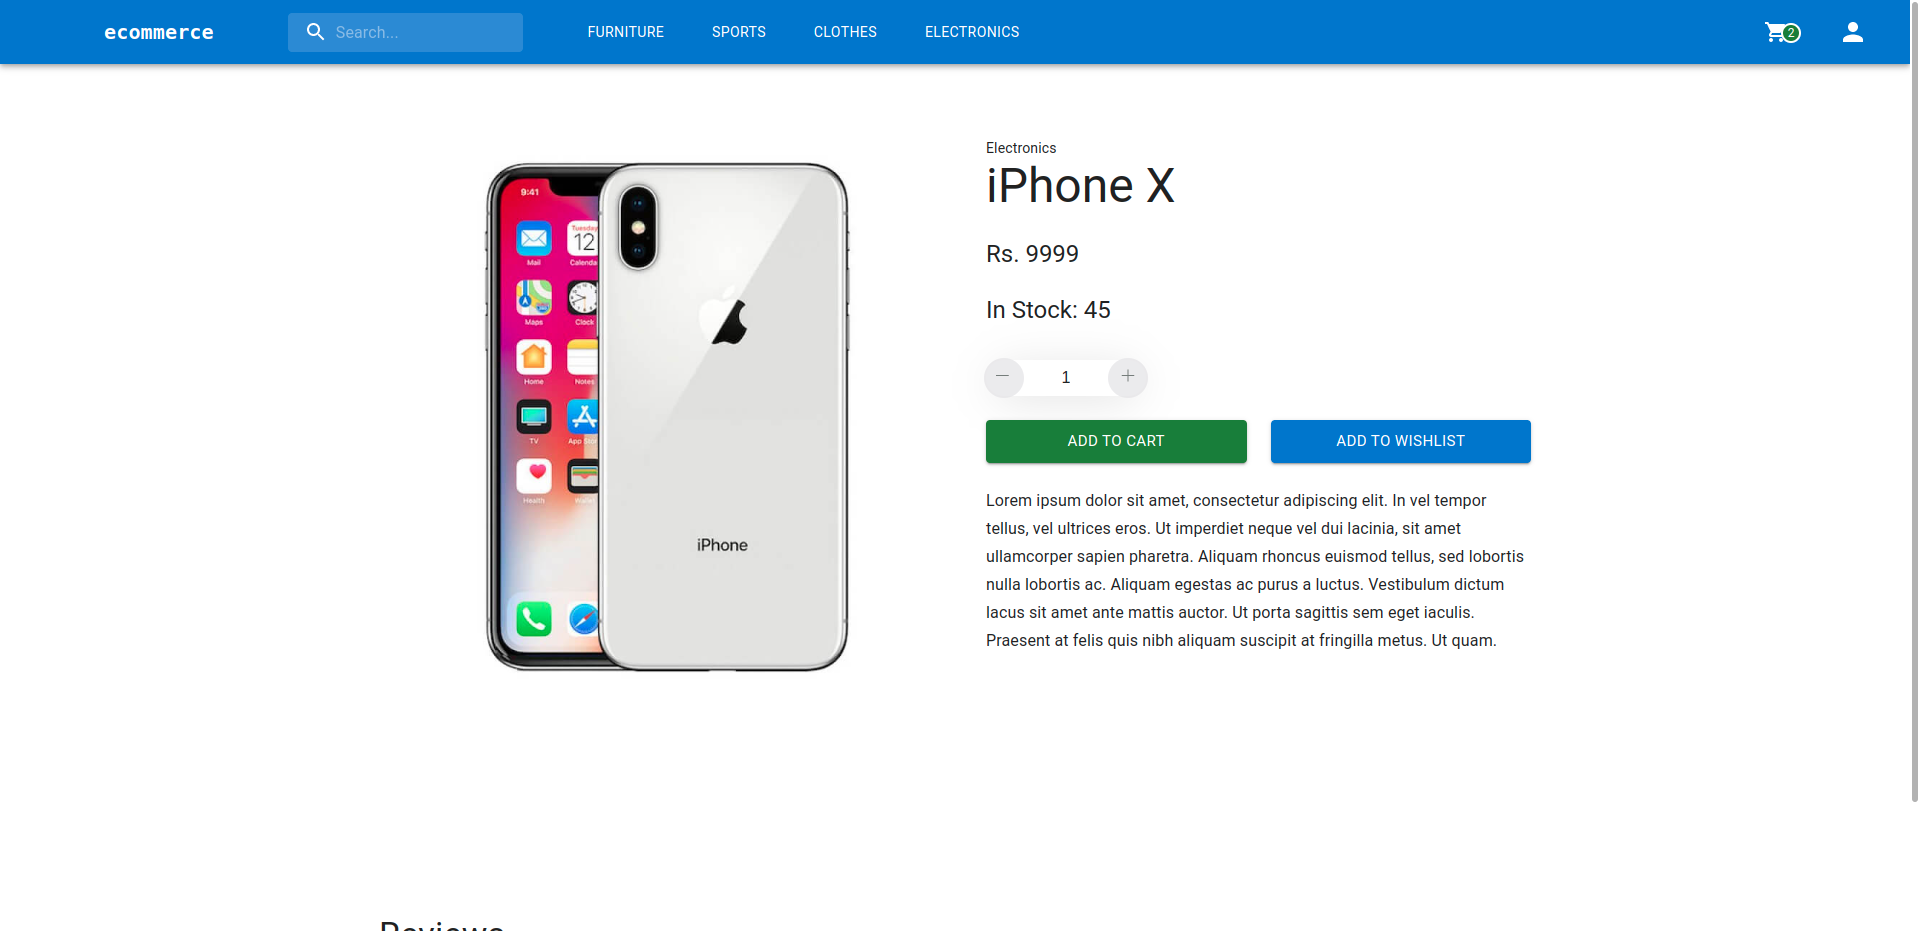 ecommerce
Search...
FURNITURE
SPORTS
CLOTHES
ELECTRONICS
2
Electronics
iPhone X
Rs. 9999
In Stock: 45
1
ADD TO CART
ADD TO WISHLIST
Lorem ipsum dolor sit amet, consectetur adipiscing elit. In vel tempor
tellus, vel ultrices eros. Ut imperdiet neque vel dui lacinia, sit amet
ullamcorper sapien pharetra. Aliquam rhoncus euismod tellus, sed lobortis
nulla lobortis ac. Aliquam egestas ac purus a luctus. Vestibulum dictum
lacus sit amet ante mattis auctor. Ut porta sagittis sem eget iaculis.
Praesent at felis quis nibh aliquam suscipit at fringilla metus. Ut quam.
9:41
Tuesday
12
Mail
Calenda
Maps
Clock
Home
Notes
TV
App Sto
Health
iPhone
Reviews